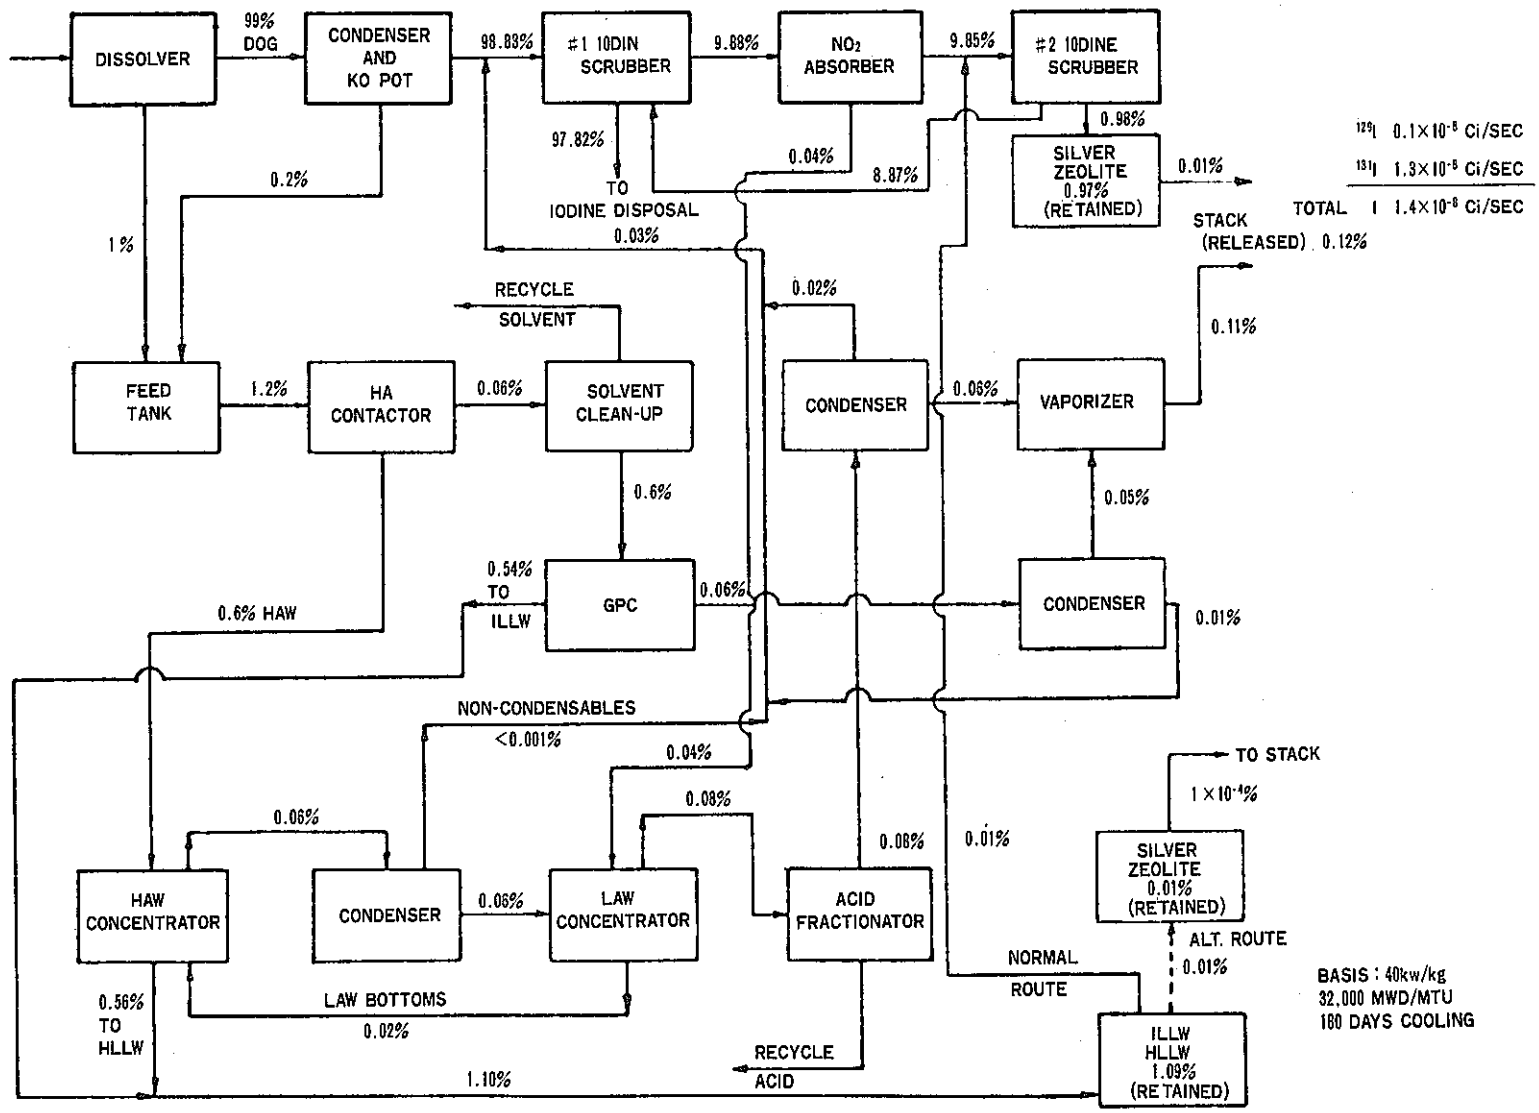 DISSOLVER
99%
DOG
CONDENSER
AND
KO POT
98.83%
#1 10DIN
SCRUBBER
9.88%
NO₂
ABSORBER
9.85%
#2 10DINE
SCRUBBER
0.98%
97.82%
TO
IODINE DISPOSAL
0.04%
8.87%
SILVER
ZEOLITE
0.97%
(RETAINED)
0.01%
¹²⁹I 0.1×10⁻⁸ Ci/SEC
¹³¹I 1.3×10⁻⁸ Ci/SEC
TOTAL I 1.4×10⁻⁸ Ci/SEC
STACK
(RELEASED) 0.12%
0.2%
1%
0.03%
RECYCLE
SOLVENT
0.02%
0.11%
FEED
TANK
1.2%
HA
CONTACTOR
0.06%
SOLVENT
CLEAN-UP
CONDENSER
0.06%
VAPORIZER
0.6%
0.05%
0.54%
TO
ILLW
GPC
0.06%
CONDENSER
0.01%
0.6% HAW
NON-CONDENSABLES
<0.001%
0.04%
TO STACK
1×10⁻⁴%
0.06%
0.08%
0.08%
0.01%
HAW
CONCENTRATOR
CONDENSER
0.06%
LAW
CONCENTRATOR
ACID
FRACTIONATOR
SILVER
ZEOLITE
0.01%
(RETAINED)
ALT. ROUTE
0.01%
NORMAL
ROUTE
0.56%
TO
HLLW
LAW BOTTOMS
0.02%
BASIS : 40kw/kg
32,000 MWD/MTU
160 DAYS COOLING
RECYCLE
ACID
1.10%
ILLW
HLLW
1.09%
(RETAINED)